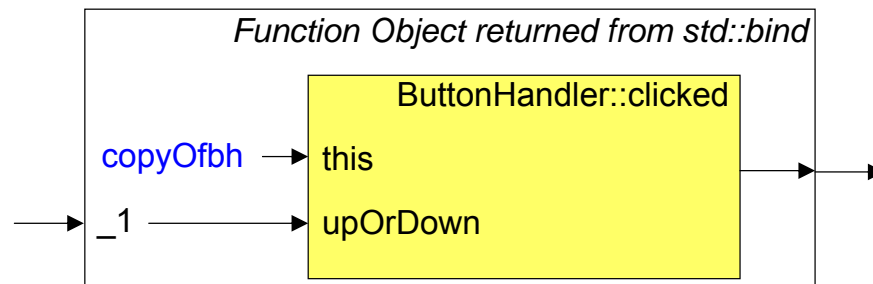 Function Object returned from std::bind
ButtonHandler::clicked
copyOfbh this
_1 upOrDown